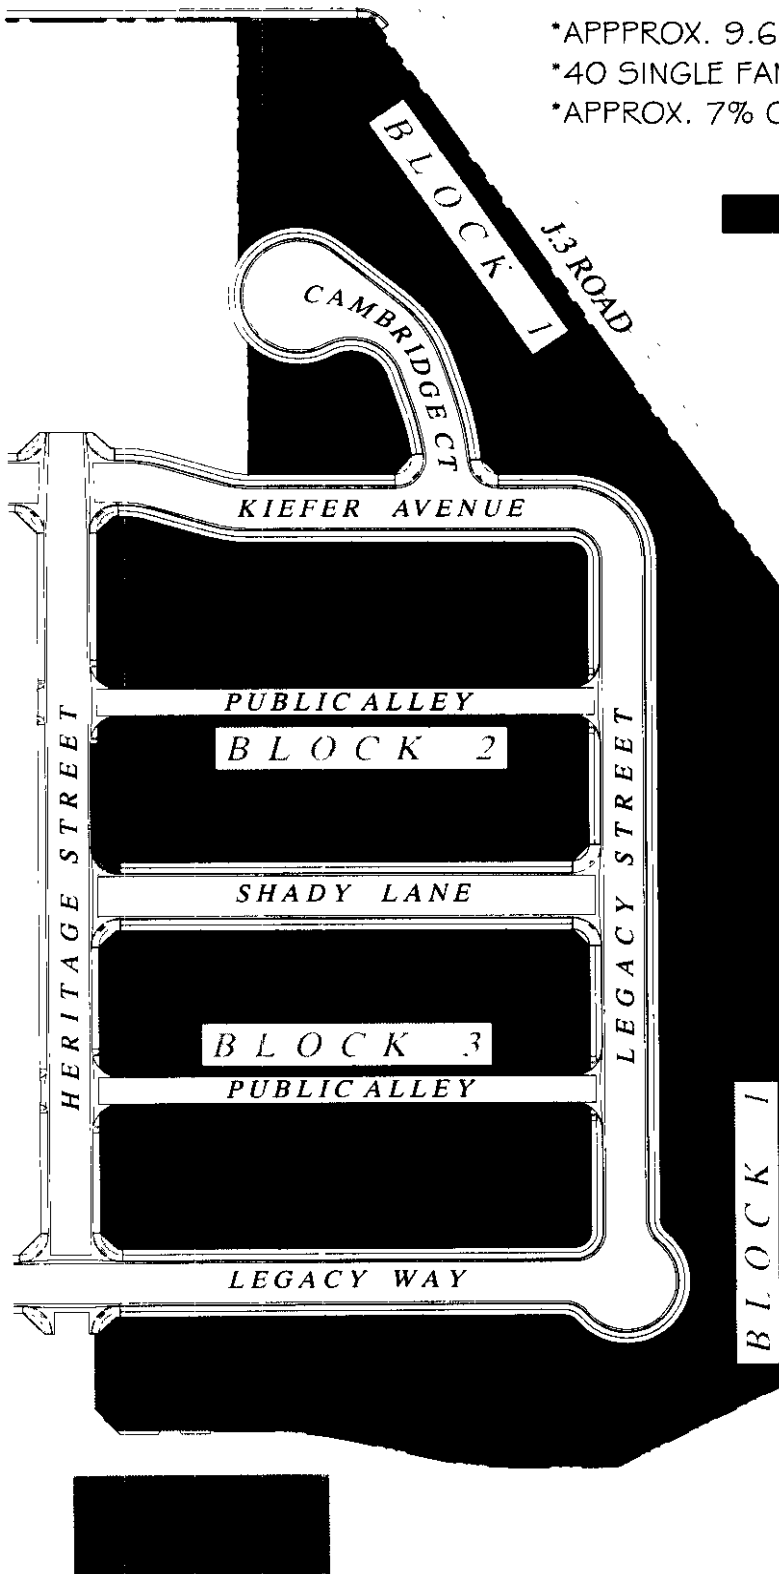 *APPPROX. 9.6
*40 SINGLE FAM
*APPROX. 7% O
BLOCK 1
J.3 ROAD
CAMBRIDGE CT
KIEFER AVENUE
PUBLIC ALLEY
BLOCK 2
HERITAGE STREET
LEGACY STREET
SHADY LANE
BLOCK 3
PUBLIC ALLEY
BLOCK 1
LEGACY WAY